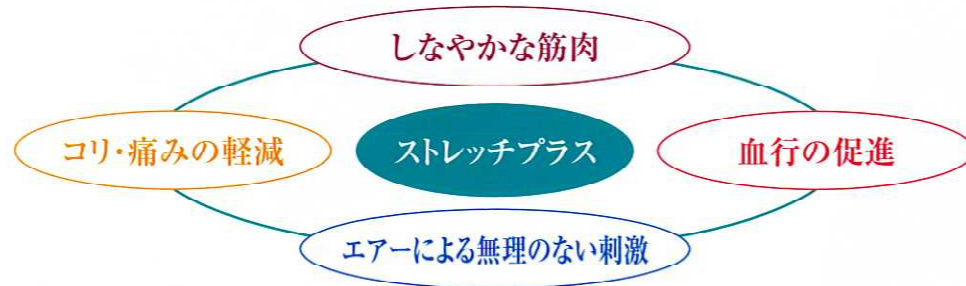 しなやかな筋肉
コリ・痛みの軽減
ストレッチプラス
血行の促進
エアーによる無理のない刺激